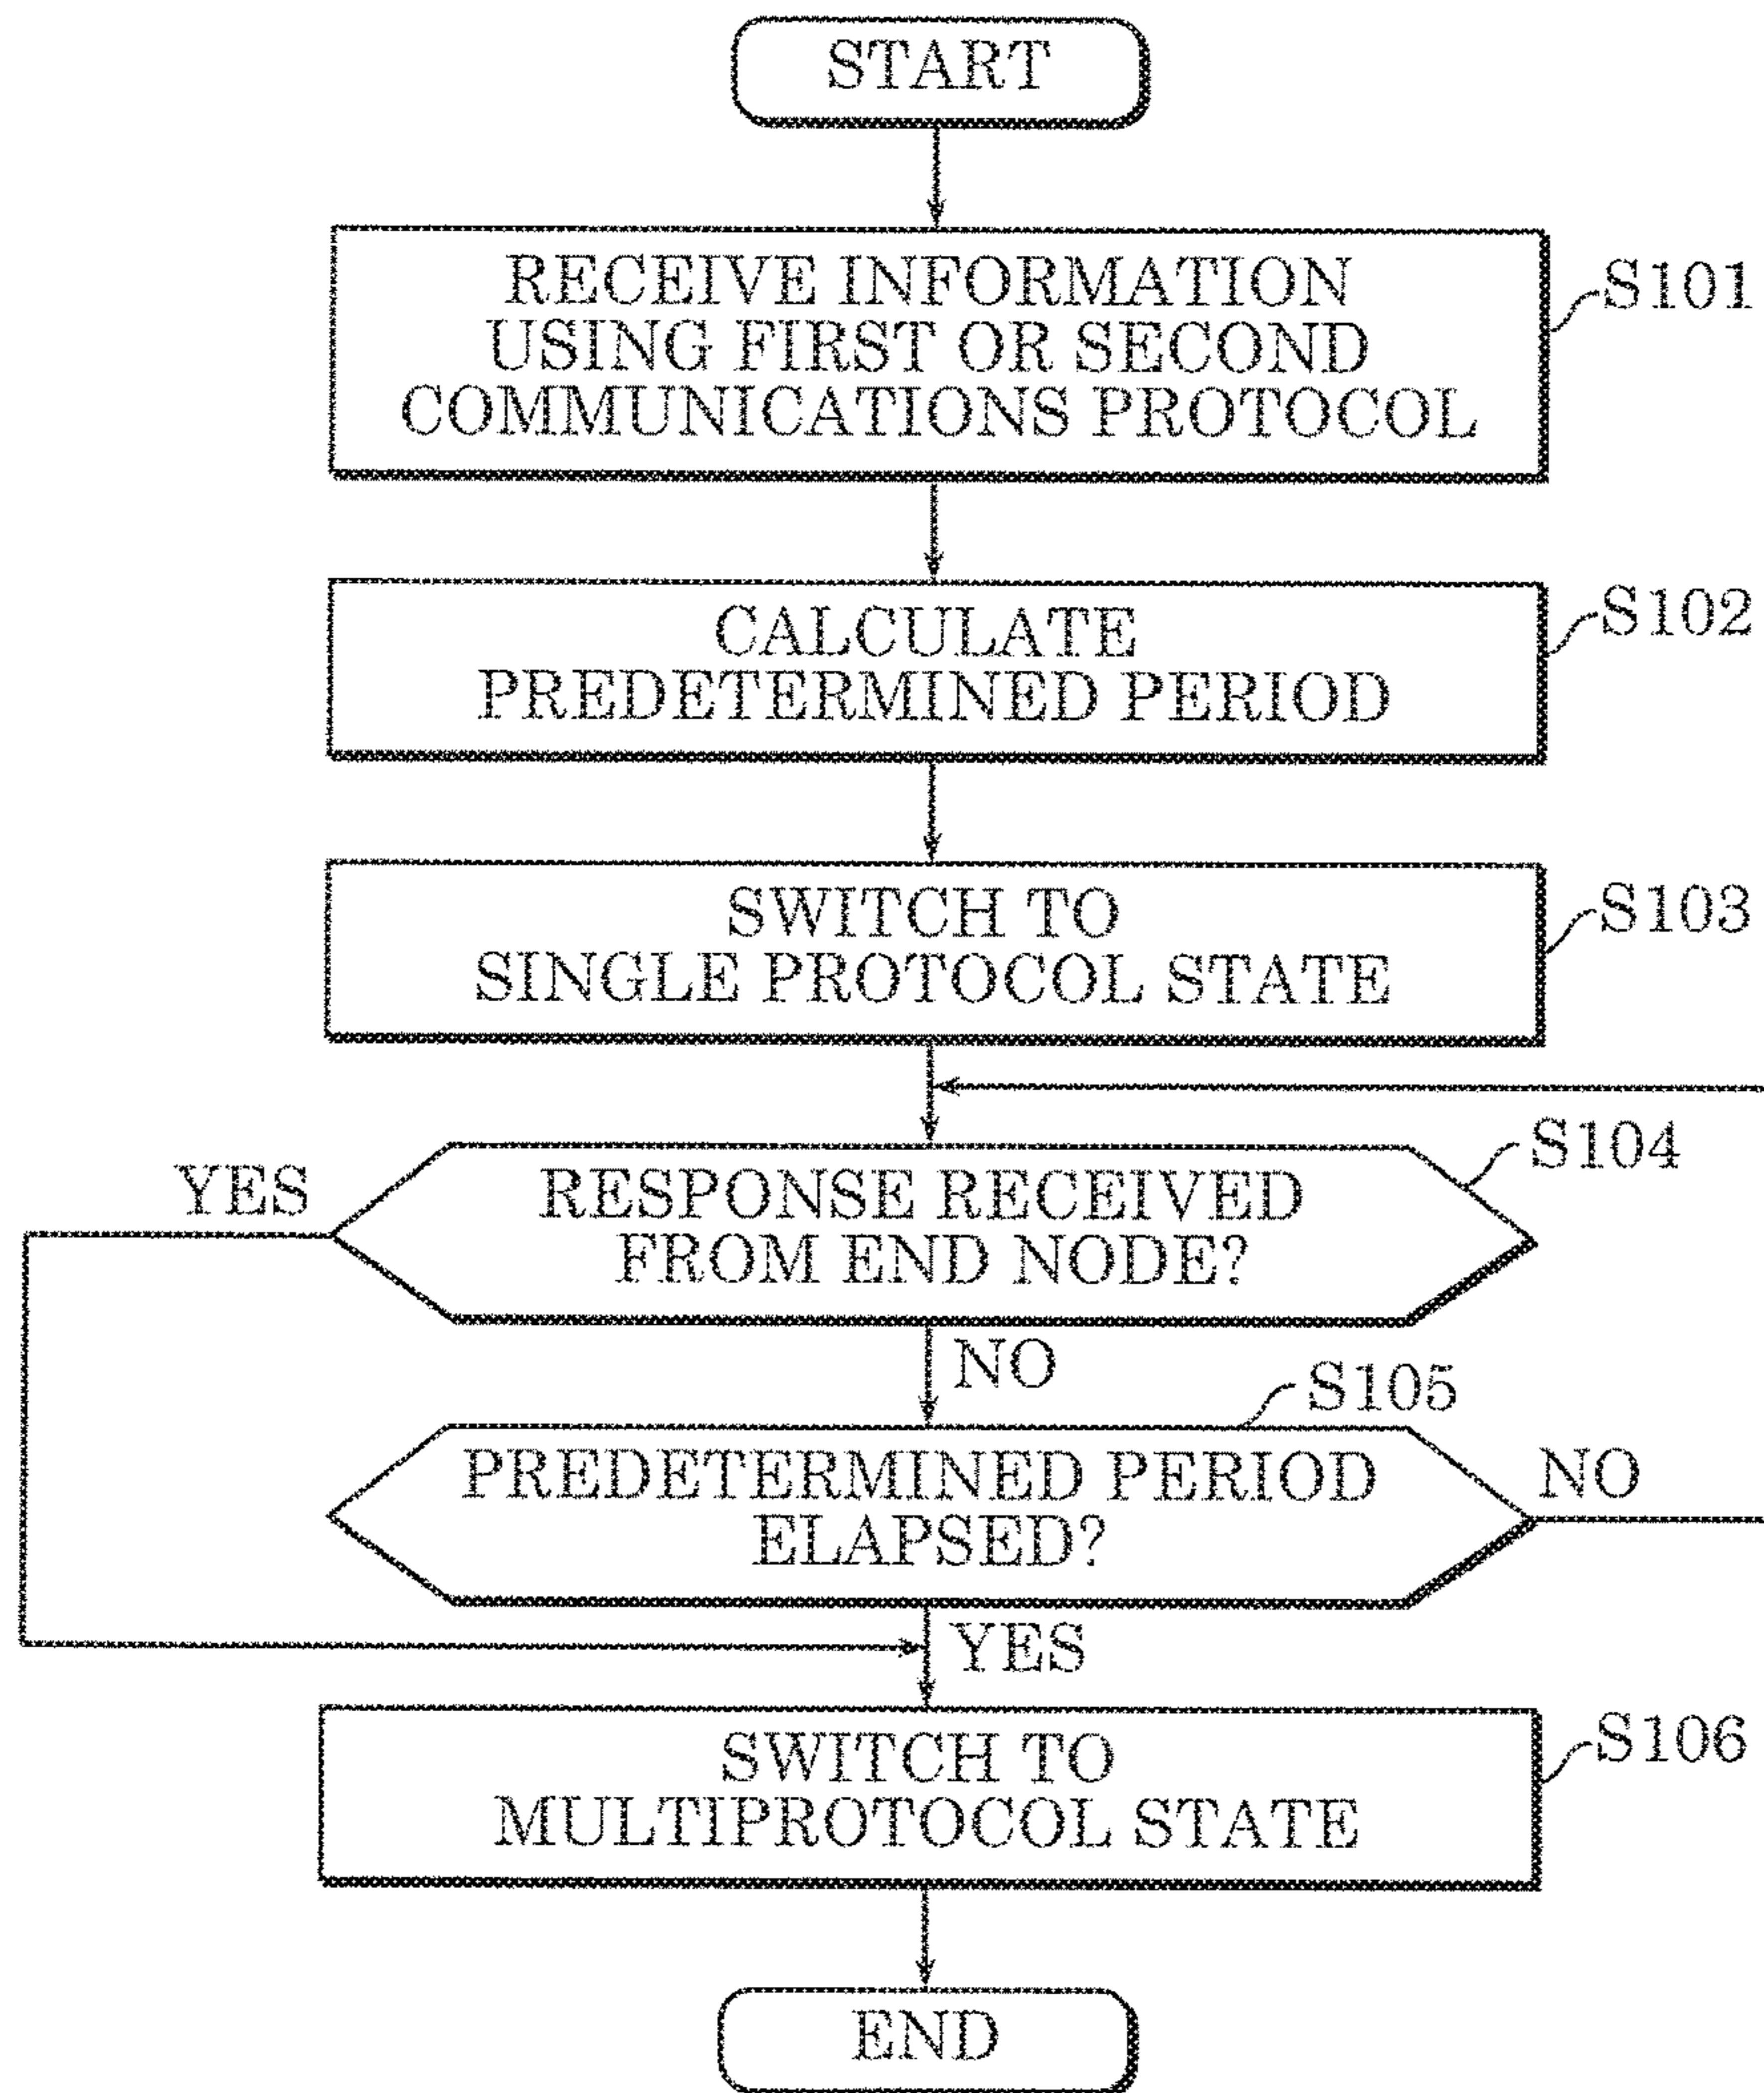 START
RECEIVE INFORMATION
USING FIRST OR SECOND
COMMUNICATIONS PROTOCOL
S101
CALCULATE
PREDETERMINED PERIOD
S102
SWITCH TO
SINGLE PROTOCOL STATE
S103
RESPONSE RECEIVED
FROM END NODE?
S104
YES
NO
S105
PREDETERMINED PERIOD
ELAPSED?
NO
YES
SWITCH TO
MULTIPROTOCOL STATE
S106
END